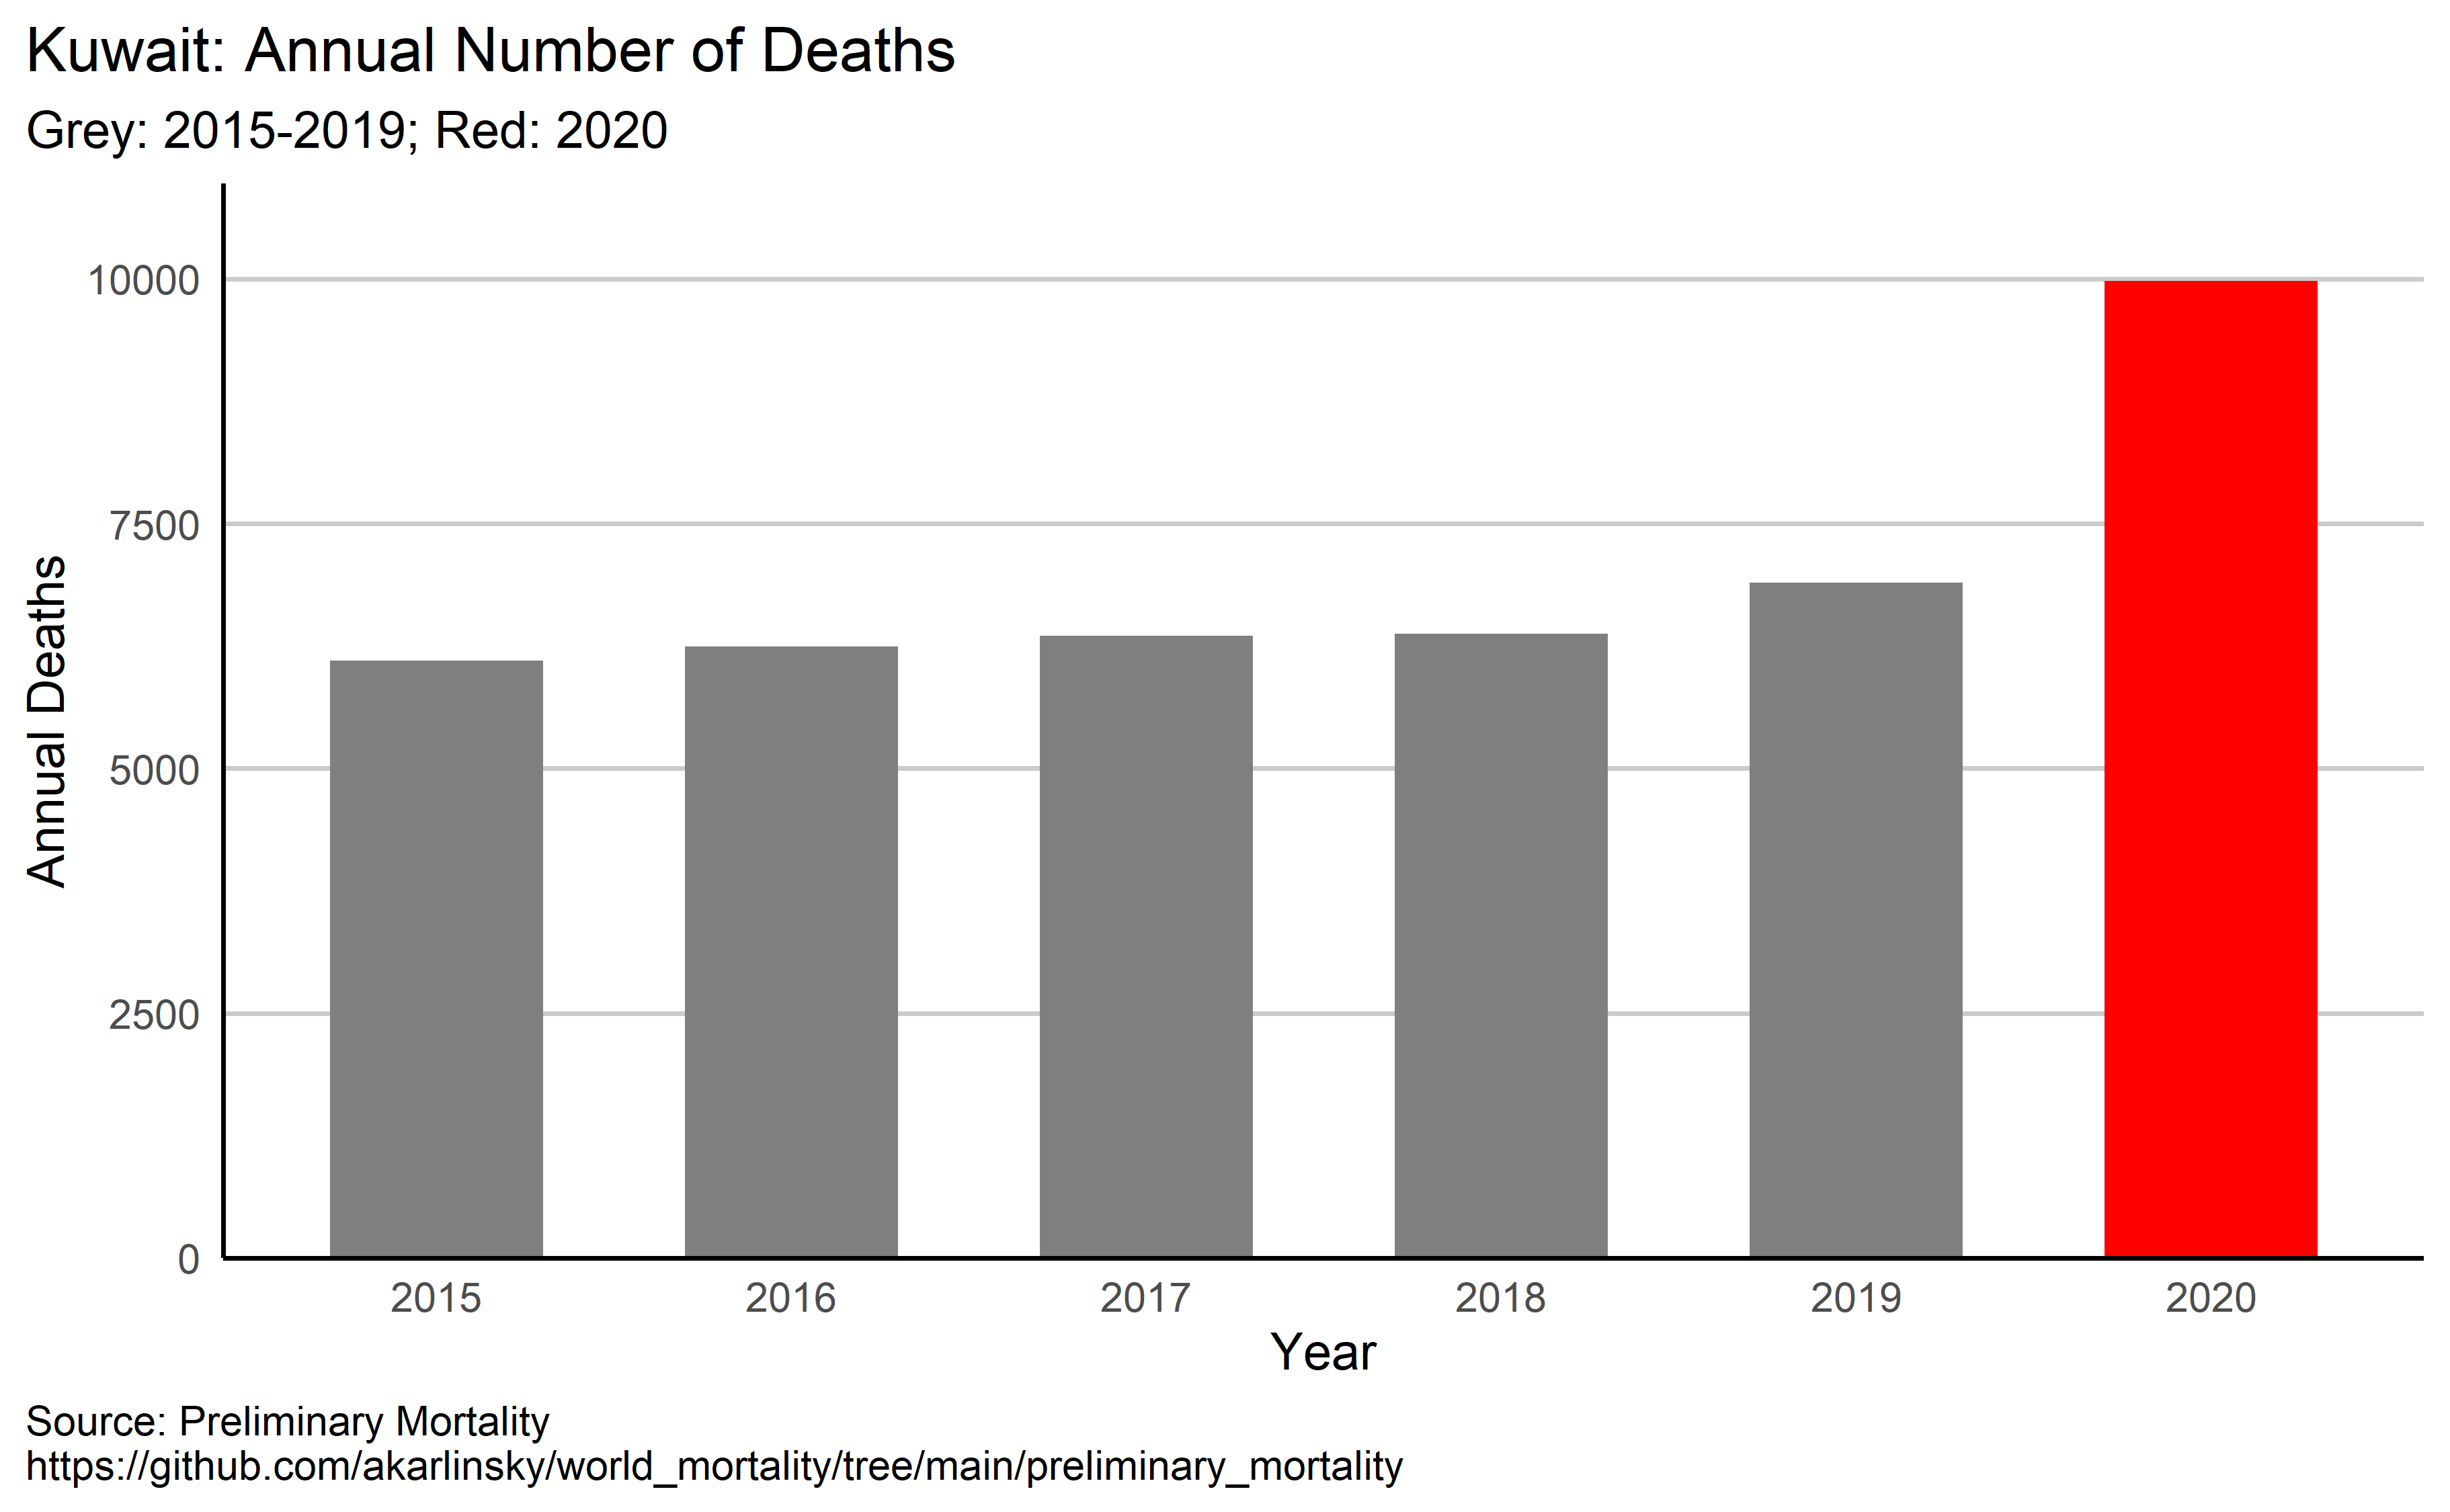 Kuwait: Annual Number of Deaths
Grey: 2015-2019; Red: 2020
Annual Deaths
10000
7500
5000
2500
0
2015 2016 2017 2018 2019 2020
Year
Source: Preliminary Mortality
https://github.com/akarlinsky/world_mortality/tree/main/preliminary_mortality